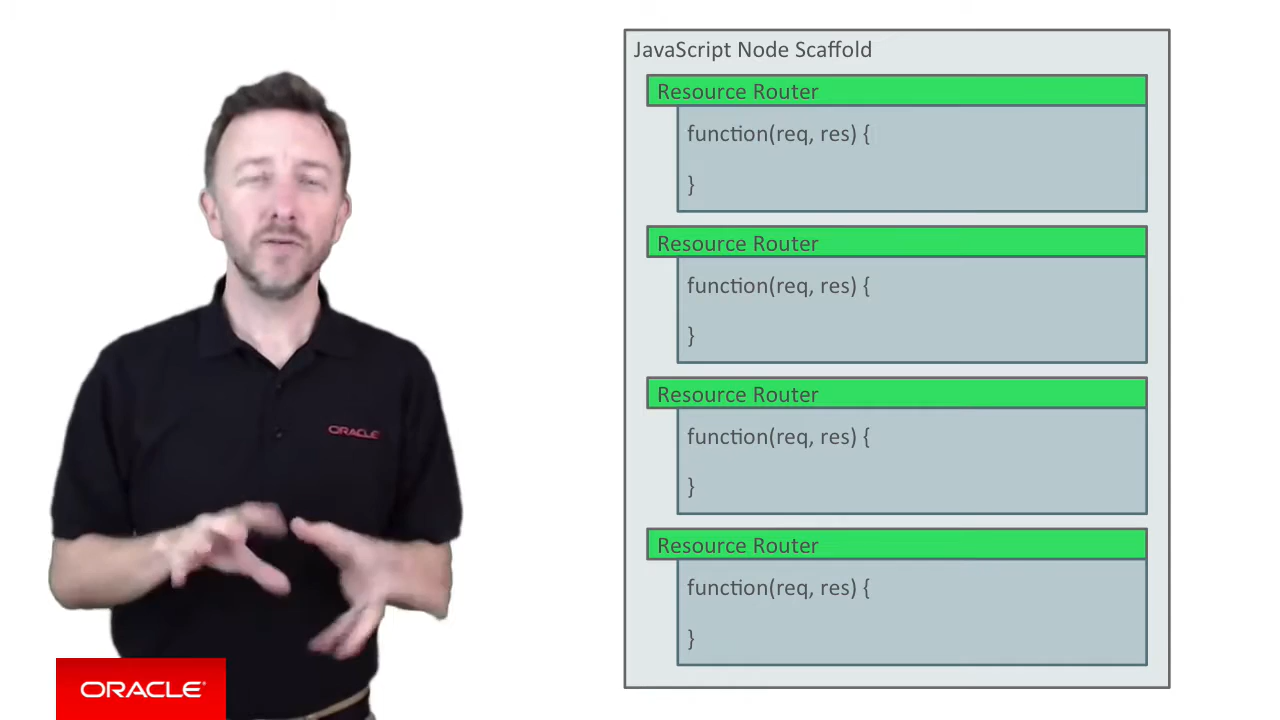 JavaScript Node Scaffold
Resource Router
function(req, res) {
}
Resource Router
function(req, res) {
}
Resource Router
function(req, res) {
}
Resource Router
function(req, res) {
}
ORACLE
ORACLE®